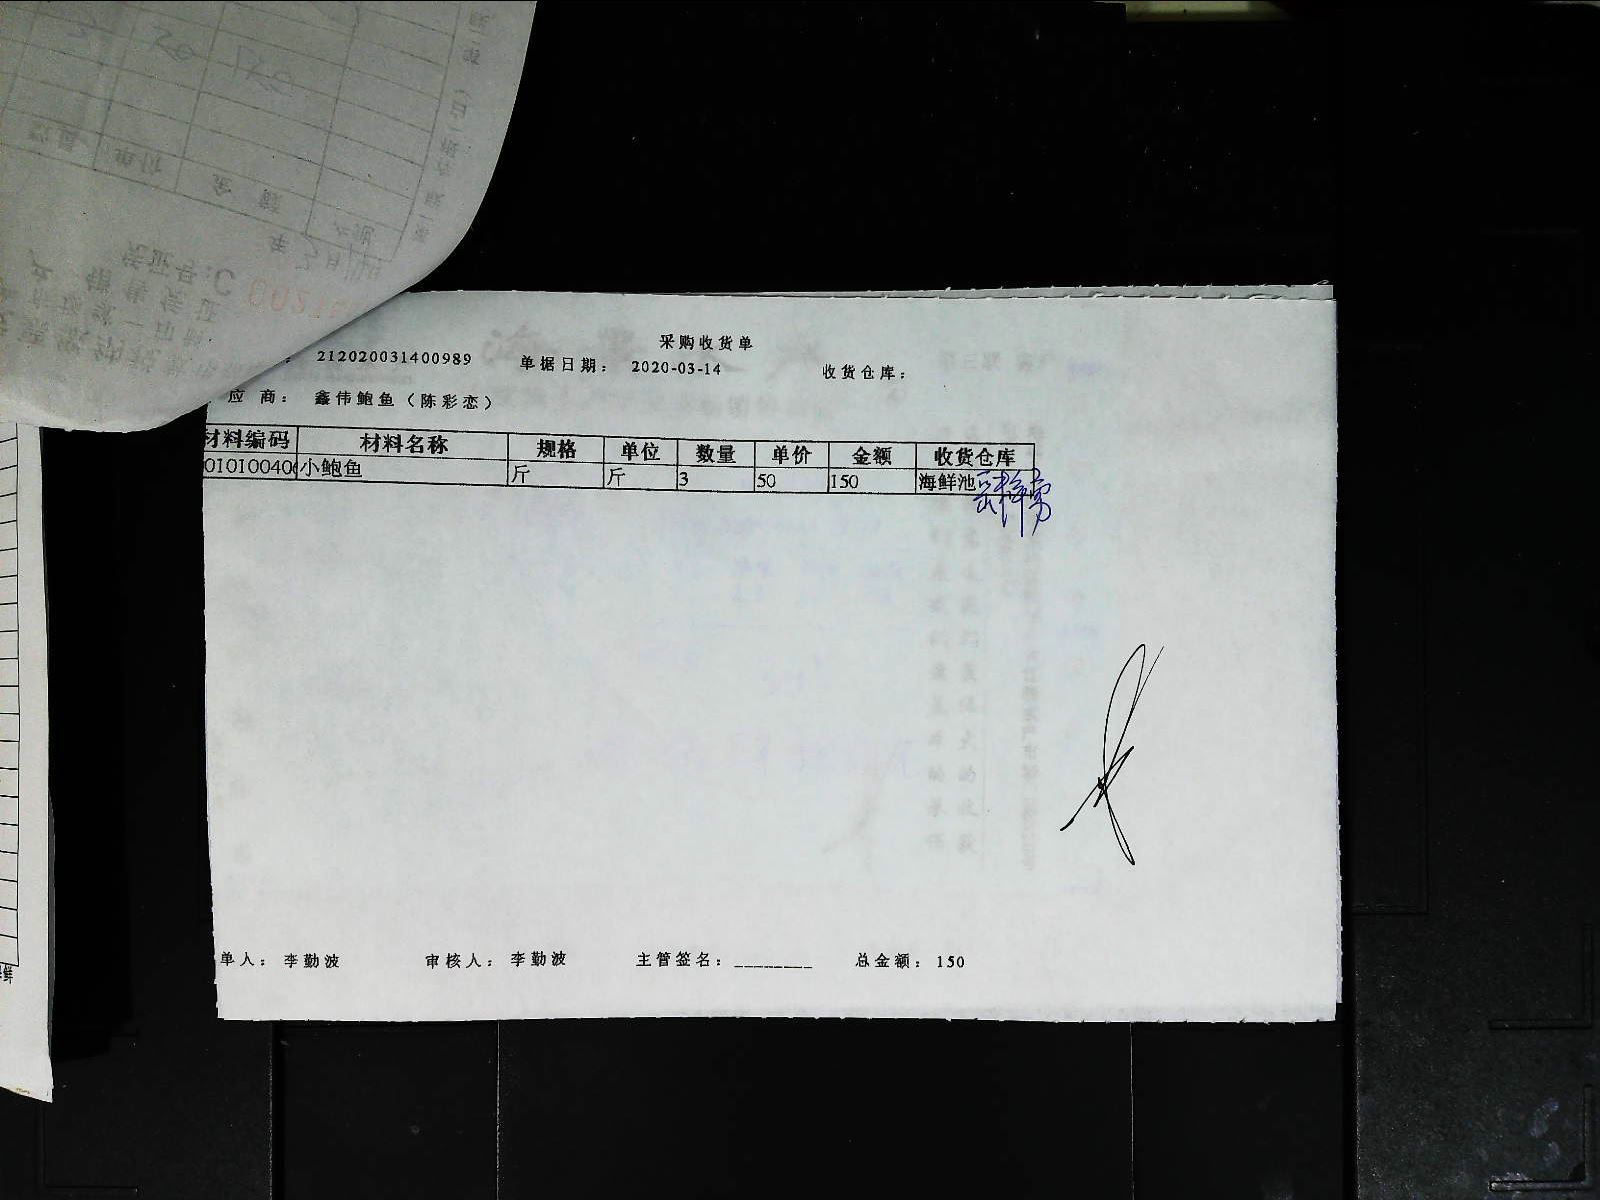 采购收货单
212020031400989 单据日期: 2020-03-14 收货仓库:
应 商: 鑫伟鲍鱼(陈彩恋)
材料编码 材料名称 规格 单位 数量 单价 金额 收货仓库
010100406 小鲍鱼 斤 斤 3 50 150 海鲜池
单人: 李勤波 审核人: 李勤波 主管签名: ________ 总金额: 150